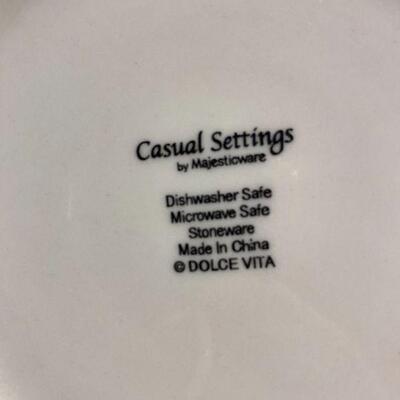 Casual Settings
by Majesticware
Dishwasher Safe
Microwave Safe
Stoneware
Made In China
© DOLCE VITA